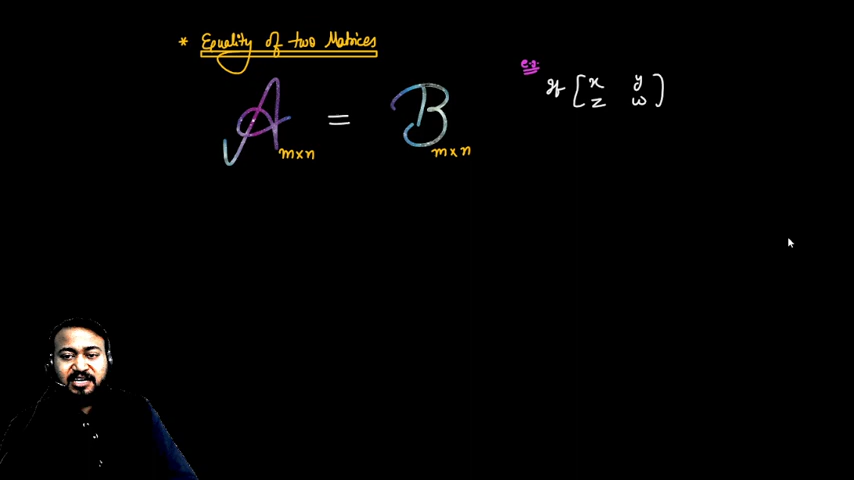 * Equality of two Matrices
A m×n = B m×n
e.g.
If [ x y
z w ]